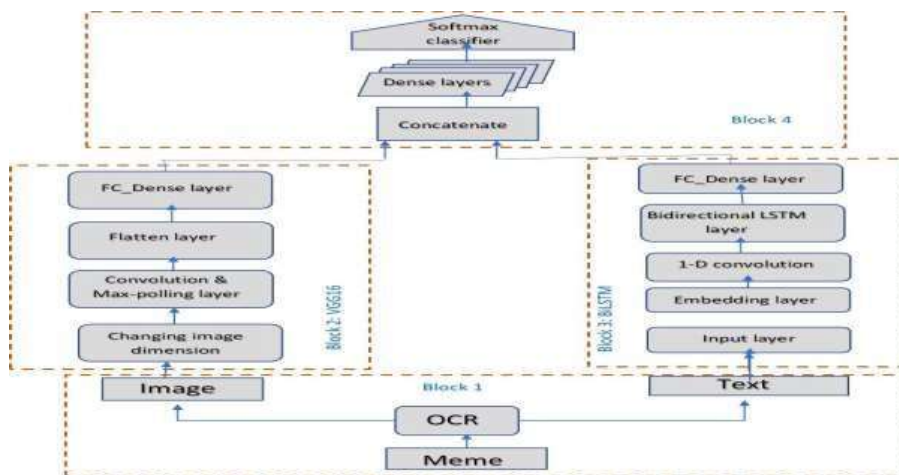 Softmax
classifier
Dense layers
Concatenate
Block 4
FC_Dense layer
Flatten layer
Convolution &
Max-polling layer
Changing image
dimension
Block 2: VGG16
FC_Dense layer
Bidirectional LSTM
layer
1-D convolution
Embedding layer
Input layer
Block 3: BiLSTM
Image
Block 1
Text
OCR
Meme